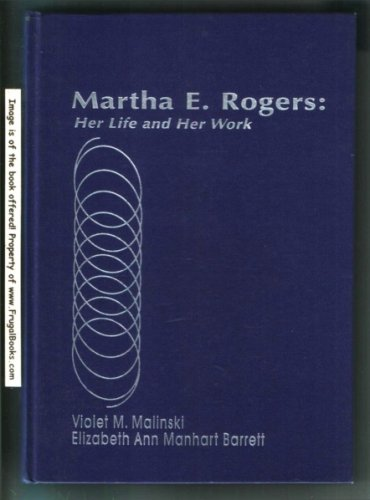 Martha E. Rogers:
Her Life and Her Work
Violet M. Malinski
Elizabeth Ann Manhart Barrett
Image is of the book offered! Property of www.FrugalBooks.com